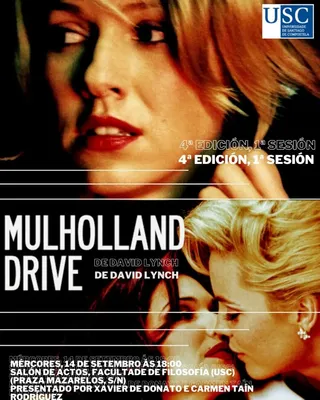 USC
UNIVERSIDADE
DE SANTIAGO
DE COMPOSTELA
4ª EDICIÓN, 1ª SESIÓN
4ª EDICIÓN, 1ª SESIÓN
MULHOLLAND
DRIVE
DE DAVID LYNCH
DE DAVID LYNCH
MÉRCORES, 14 DE SETEMBRO ÁS 18:00
SALÓN DE ACTOS, FACULTADE DE FILOSOFÍA (USC)
(PRAZA MAZARELOS, S/N)
PRESENTADO POR XAVIER DE DONATO E CARMEN TAÍN
RODRÍGUEZ